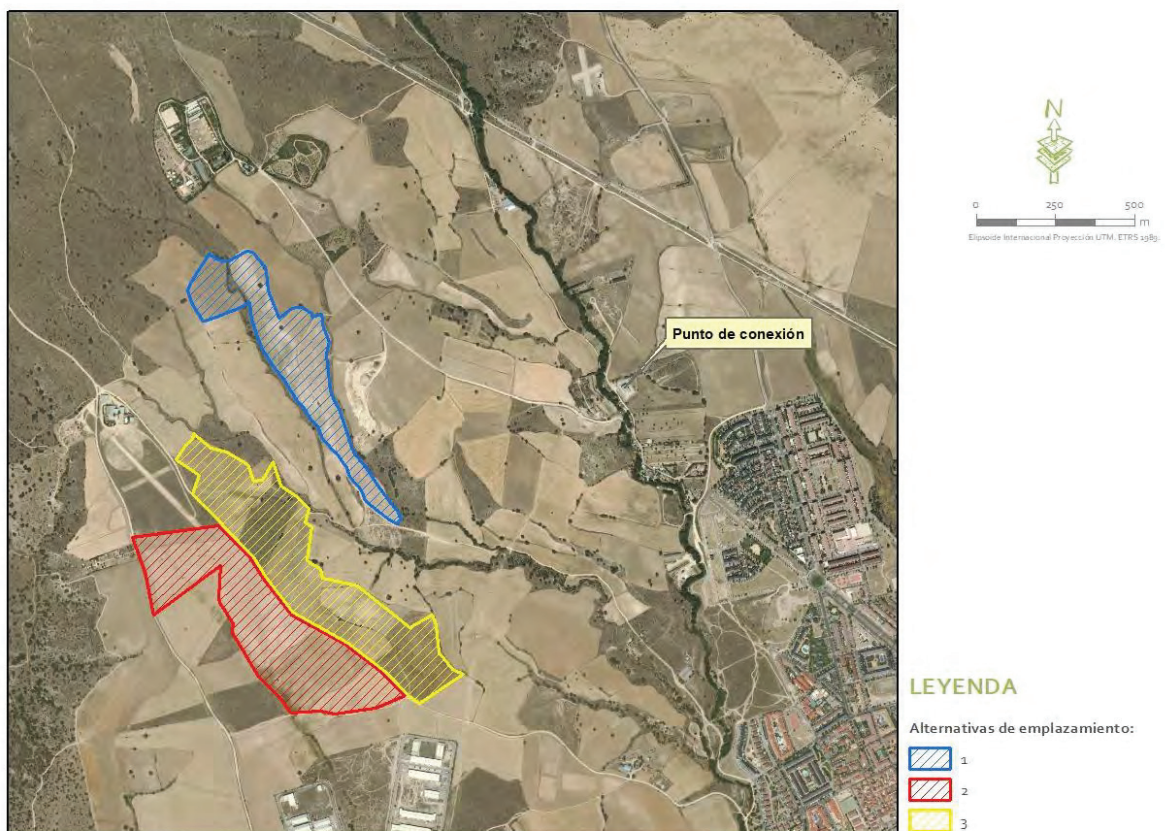 N
0 250 500
m
Elipsoide Internacional Proyección UTM. ETRS 1989.
Punto de conexión
LEYENDA
Alternativas de emplazamiento:
1
2
3